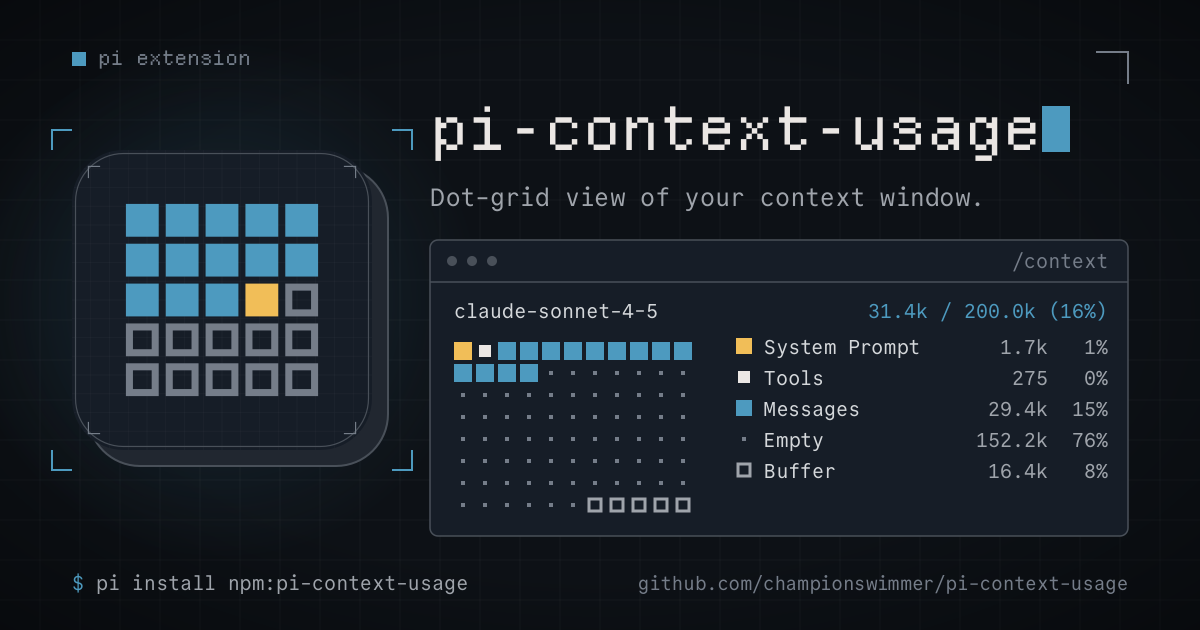 pi extension
pi-context-usage
Dot-grid view of your context window.
/context
claude-sonnet-4-5
31.4k / 200.0k (16%)
System Prompt 1.7k 1%
Tools 275 0%
Messages 29.4k 15%
Empty 152.2k 76%
Buffer 16.4k 8%
$ pi install npm:pi-context-usage
github.com/championswimmer/pi-context-usage